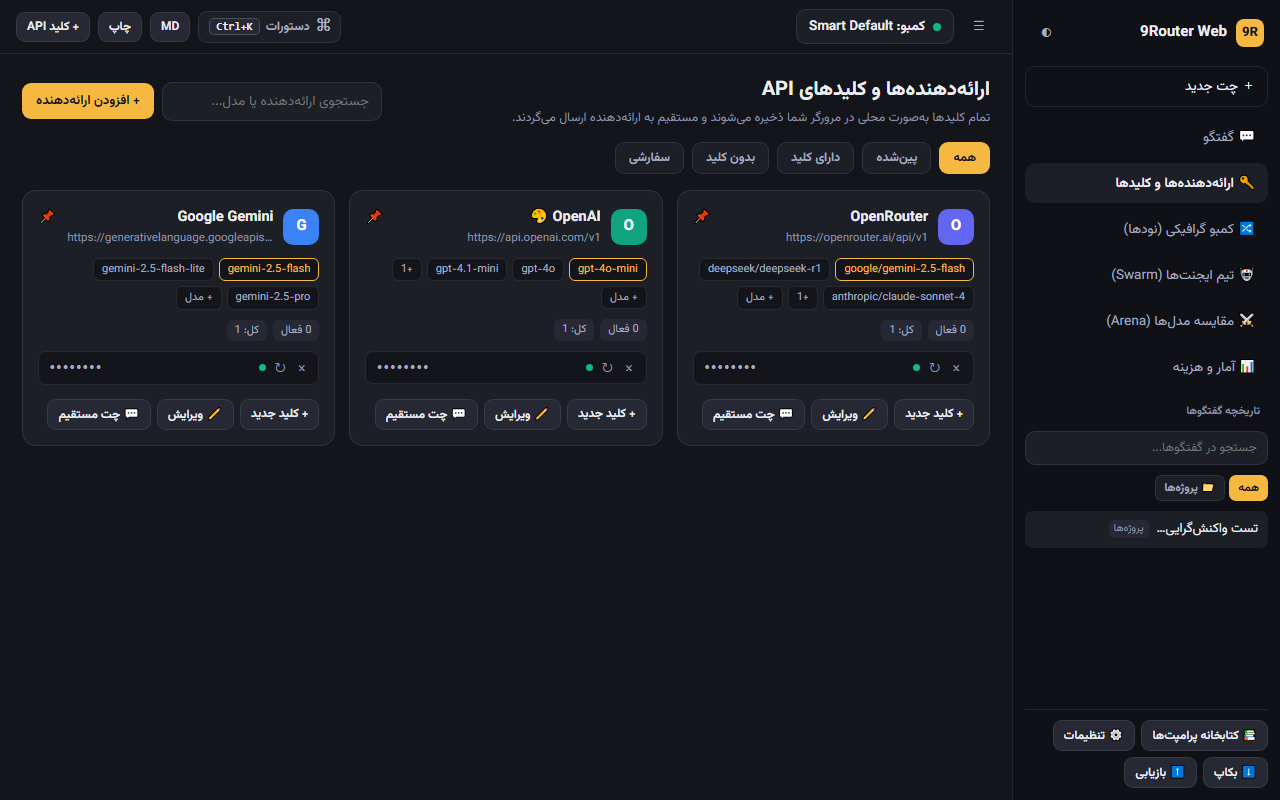 9R 9Router Web
+ چت جدید
💬 گفتگو
🔑 ارائه‌دهنده‌ها و کلیدها
🔀 کمبو گرافیکی (نودها)
تیم ایجنت‌ها (Swarm)
⚔️ مقایسه مدل‌ها (Arena)
📊 آمار و هزینه
تاریخچه گفتگوها
جستجو در گفتگوها...
همه
📁 پروژه‌ها
تست واکنش‌گرایی... پروژه‌ها
📚 کتابخانه پرامپت‌ها
⚙️ تنظیمات
⬇️ بکاپ
⬆️ بازیابی
☰
کمبو: Smart Default
⌘ دستورات Ctrl+K
MD
چاپ
+ کلید API
ارائه‌دهنده‌ها و کلیدهای API
تمام کلیدها به‌صورت محلی در مرورگر شما ذخیره می‌شوند و مستقیم به ارائه‌دهنده ارسال می‌گردند.
جستجوی ارائه‌دهنده یا مدل...
+ افزودن ارائه‌دهنده
همه
پین‌شده
دارای کلید
بدون کلید
سفارشی
O OpenRouter 📌
https://openrouter.ai/api/v1
google/gemini-2.5-flash deepseek/deepseek-r1
anthropic/claude-sonnet-4 +1 + مدل
0 فعال کل: 1
•••••••• ↻ ×
+ کلید جدید ✏️ ویرایش 💬 چت مستقیم
O OpenAI 🎨 📌
https://api.openai.com/v1
gpt-4o-mini gpt-4o gpt-4.1-mini +1
+ مدل
0 فعال کل: 1
•••••••• ↻ ×
+ کلید جدید ✏️ ویرایش 💬 چت مستقیم
G Google Gemini 📌
https://generativelanguage.googleapis...
gemini-2.5-flash gemini-2.5-flash-lite
gemini-2.5-pro + مدل
0 فعال کل: 1
•••••••• ↻ ×
+ کلید جدید ✏️ ویرایش 💬 چت مستقیم